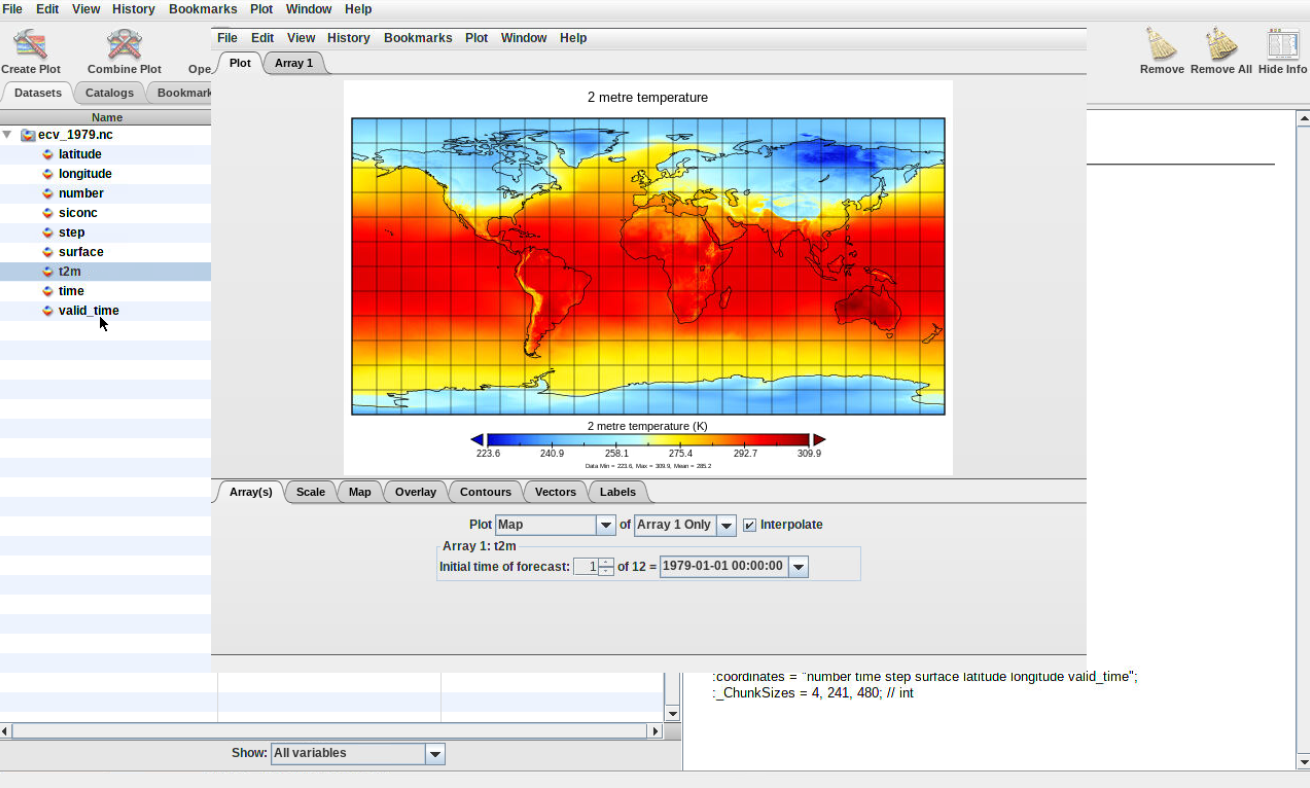 File Edit View History Bookmarks Plot Window Help
Create Plot Combine Plot Ope
Remove Remove All Hide Info
Datasets Catalogs Bookmark
Name
ecv_1979.nc
latitude
longitude
number
siconc
step
surface
t2m
time
valid_time
File Edit View History Bookmarks Plot Window Help
Plot Array 1
2 metre temperature
2 metre temperature (K)
223.6 240.9 258.1 275.4 292.7 309.9
Data Min = 223.6, Max = 309.9, Mean = 285.2
Array(s) Scale Map Overlay Contours Vectors Labels
Plot Map of Array 1 Only Interpolate
Array 1: t2m
Initial time of forecast: 1 of 12 = 1979-01-01 00:00:00
:coordinates = "number time step surface latitude longitude valid_time";
:_ChunkSizes = 4, 241, 480; // int
Show: All variables